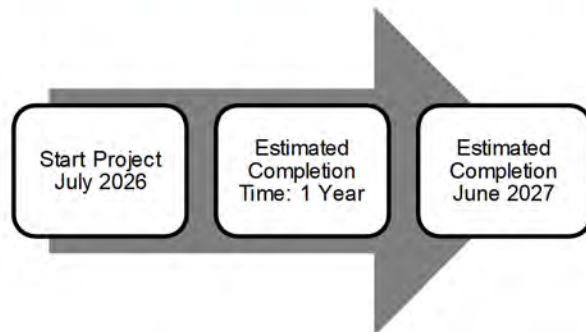 Start Project
July 2026
Estimated
Completion
Time: 1 Year
Estimated
Completion
June 2027